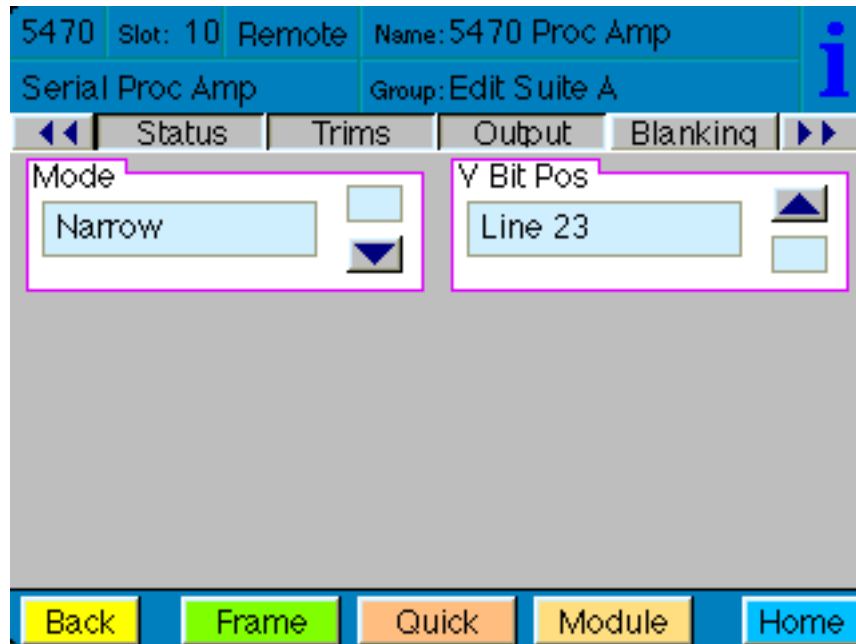 5470 Slot: 10 Remote Name: 5470 Proc Amp
Serial Proc Amp Group: Edit Suite A
Status Trims Output Blanking
Mode V Bit Pos
Narrow Line 23
Back Frame Quick Module Home